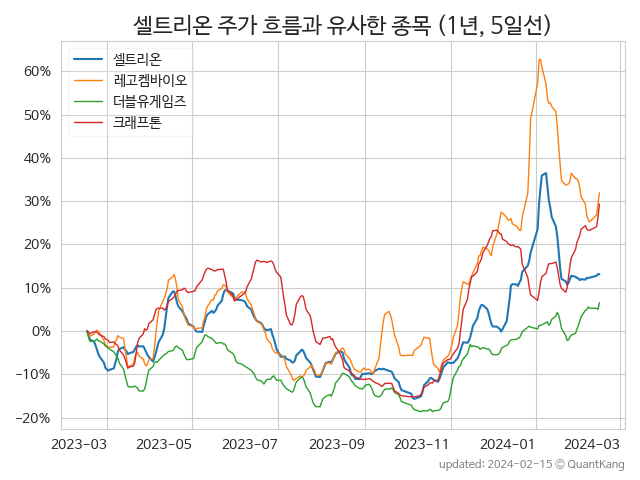 셀트리온 주가 흐름과 유사한 종목 (1년, 5일선)
셀트리온
레고켐바이오
더블유게임즈
크래프톤
60%
50%
40%
30%
20%
10%
0%
−10%
−20%
2023-03 2023-05 2023-07 2023-09 2023-11 2024-01 2024-03
updated: 2024-02-15 © QuantKang